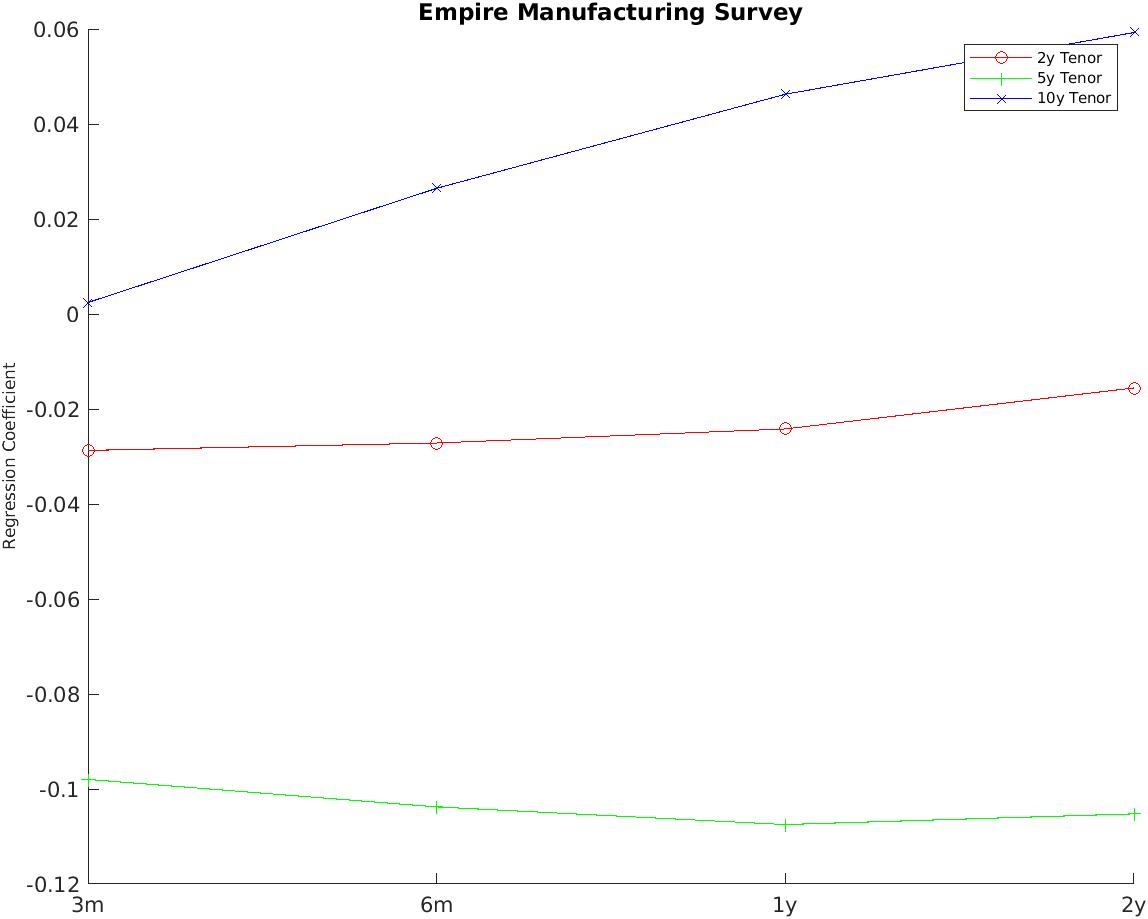 Empire Manufacturing Survey
0.06
0.04
0.02
0
-0.02
-0.04
-0.06
-0.08
-0.1
-0.12
Regression Coefficient
2y Tenor
5y Tenor
10y Tenor
3m
6m
1y
2y